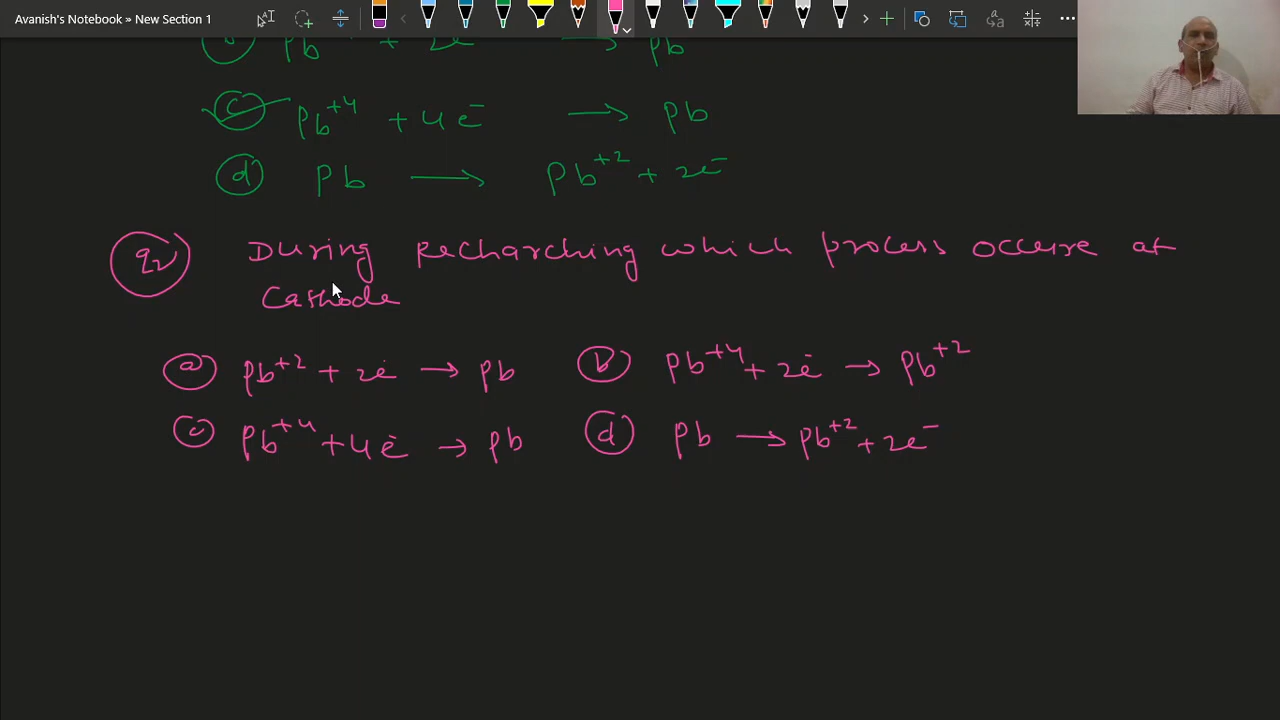 Avanish's Notebook » New Section 1
b Pb + 2e⁻ → Pb
c Pb⁺⁴ + 4e⁻ → Pb
d Pb → Pb⁺² + 2e⁻
q2 During Recharching which process occure at
Cathode
a Pb⁺² + 2e⁻ → Pb b Pb⁺⁴ + 2e⁻ → Pb⁺²
c Pb⁺⁴ + 4e⁻ → Pb d Pb → Pb⁺² + 2e⁻